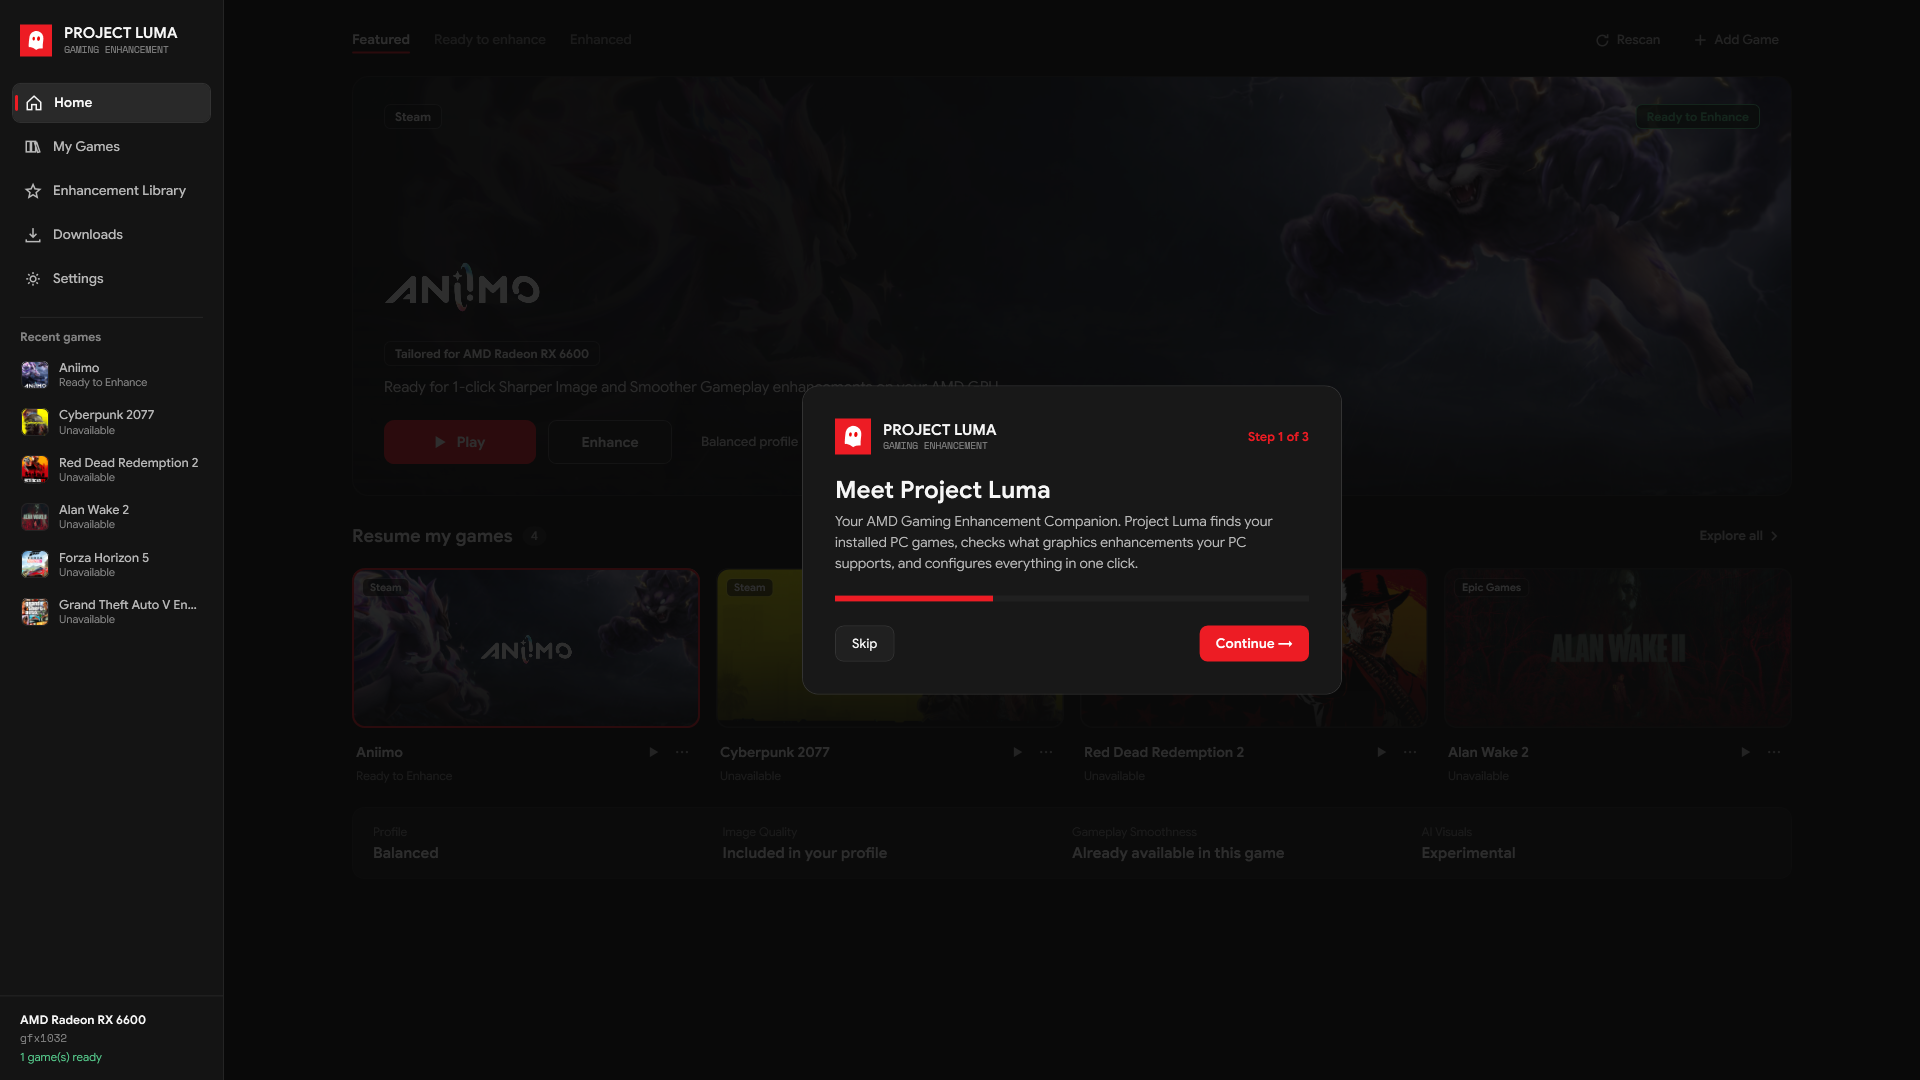 PROJECT LUMA
GAMING ENHANCEMENT
Home
My Games
Enhancement Library
Downloads
Settings
Recent games
Aniimo
Ready to Enhance
Cyberpunk 2077
Unavailable
Red Dead Redemption 2
Unavailable
Alan Wake 2
Unavailable
Forza Horizon 5
Unavailable
Grand Theft Auto V En...
Unavailable
AMD Radeon RX 6600
gfx1032
1 game(s) ready
Featured
Ready to enhance
Enhanced
Rescan
Add Game
Steam
Ready to Enhance
ANIIMO
Tailored for AMD Radeon RX 6600
Ready for 1-click Sharper Image and Smoother Gameplay enhancements on your AMD GPU
Play
Enhance
Balanced profile
PROJECT LUMA
GAMING ENHANCEMENT
Step 1 of 3
Meet Project Luma
Your AMD Gaming Enhancement Companion. Project Luma finds your
installed PC games, checks what graphics enhancements your PC
supports, and configures everything in one click.
Skip
Continue →
Resume my games 4
Explore all
Steam
ANIIMO
Steam
Epic Games
ALAN WAKE II
Aniimo
Ready to Enhance
Cyberpunk 2077
Unavailable
Red Dead Redemption 2
Unavailable
Alan Wake 2
Unavailable
Profile
Balanced
Image Quality
Included in your profile
Gameplay Smoothness
Already available in this game
AI Visuals
Experimental